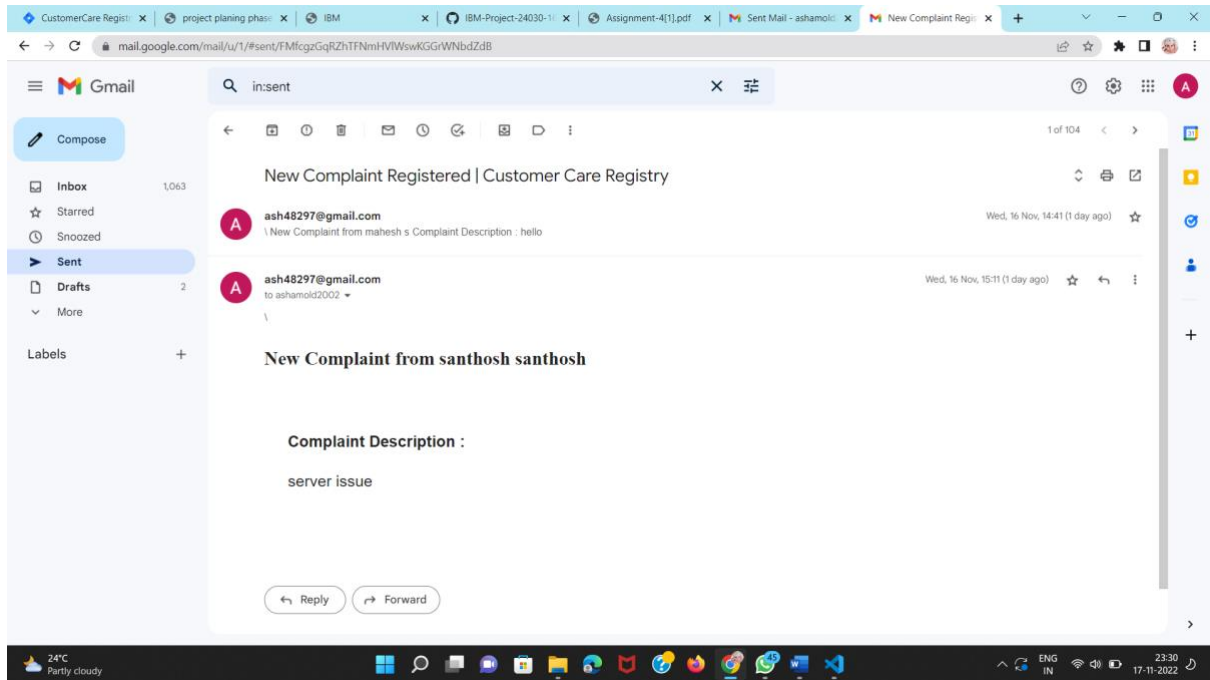 CustomerCare Regist
project planing phase
IBM
IBM-Project-24030-1
Assignment-4[1].pdf
Sent Mail - ashamold
New Complaint Regis
mail.google.com/mail/u/1/#sent/FMfcgzGqRZhTFNmHVlWswKGGrWNbdZdB
Gmail
in:sent
A
Compose
1 of 104
31
Inbox 1,063
Starred
Snoozed
Sent
Drafts 2
More
Labels
New Complaint Registered | Customer Care Registry
A
ash48297@gmail.com
Wed, 16 Nov, 14:41 (1 day ago)
\ New Complaint from mahesh s Complaint Description : hello
A
ash48297@gmail.com
Wed, 16 Nov, 15:11 (1 day ago)
to ashamold2002
\
New Complaint from santhosh santhosh
Complaint Description :
server issue
Reply
Forward
24°C
Partly cloudy
45
ENG
IN
23:30
17-11-2022